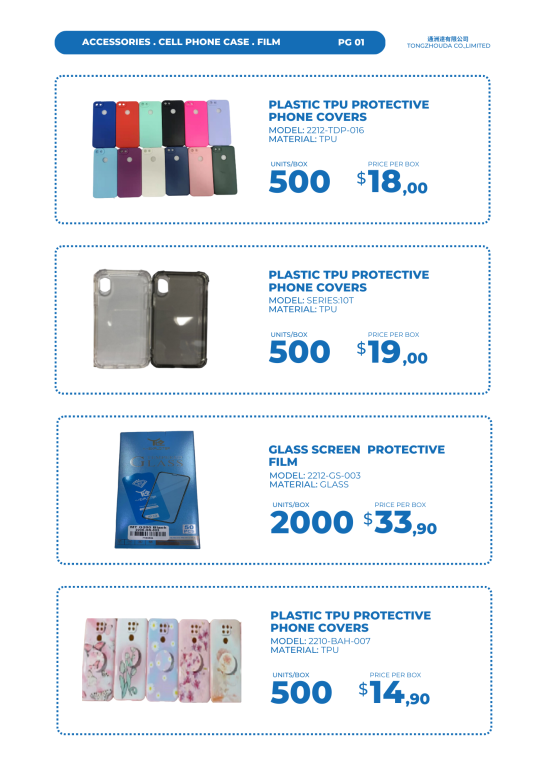 ACCESSORIES . CELL PHONE CASE . FILM
PG 01
通洲達有限公司
TONGZHOUDA CO.,LIMITED
PLASTIC TPU PROTECTIVE
PHONE COVERS
MODEL: 2212-TDP-016
MATERIAL: TPU
UNITS/BOX
PRICE PER BOX
500
$18,00
PLASTIC TPU PROTECTIVE
PHONE COVERS
MODEL: SERIES:10T
MATERIAL: TPU
UNITS/BOX
PRICE PER BOX
500
$19,00
GLASS
GLASS SCREEN PROTECTIVE
FILM
MODEL: 2212-GS-003
MATERIAL: GLASS
UNITS/BOX
PRICE PER BOX
2000
$33,90
PLASTIC TPU PROTECTIVE
PHONE COVERS
MODEL: 2210-BAH-007
MATERIAL: TPU
UNITS/BOX
PRICE PER BOX
500
$14,90